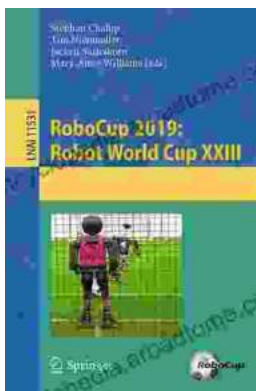 Stephan Chalup
Tim Niemueller
Jackrit Suthakorn
Mary-Anne Williams (Eds.)
LNAI 11531
RoboCup 2019:
Robot World Cup XXIII
Springer
RoboCup